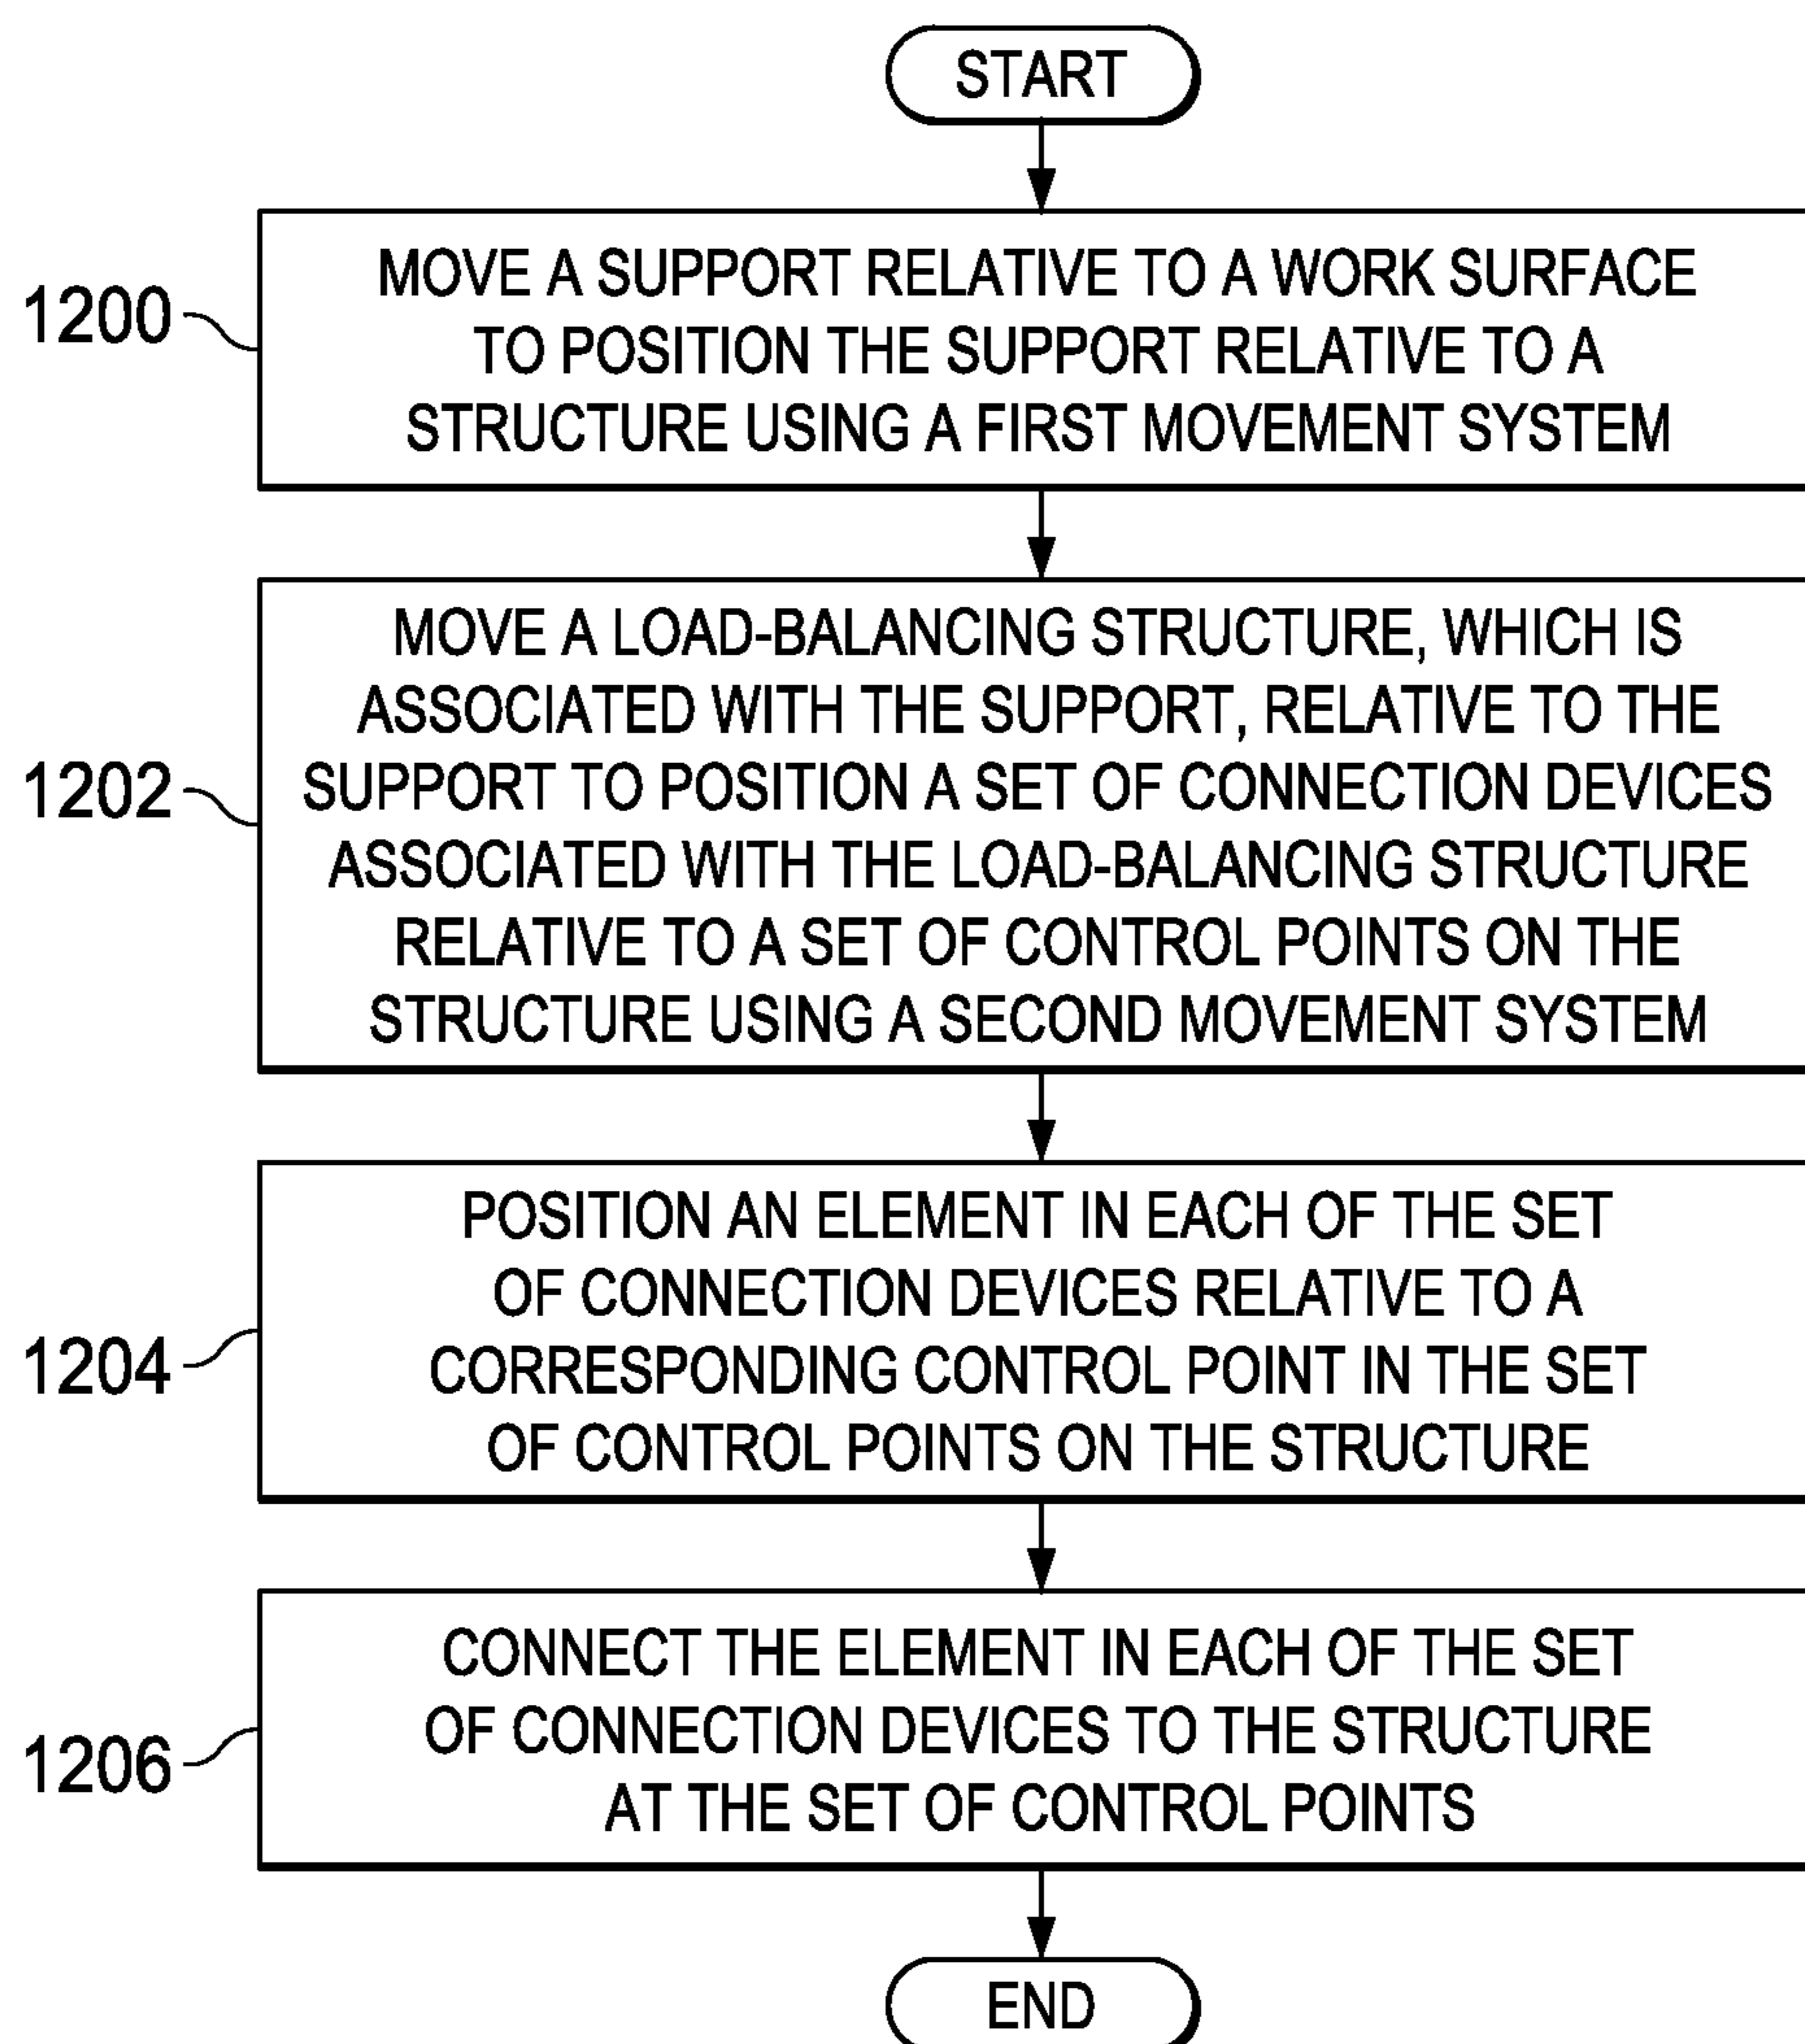 START
1200
MOVE A SUPPORT RELATIVE TO A WORK SURFACE
TO POSITION THE SUPPORT RELATIVE TO A
STRUCTURE USING A FIRST MOVEMENT SYSTEM
1202
MOVE A LOAD-BALANCING STRUCTURE, WHICH IS
ASSOCIATED WITH THE SUPPORT, RELATIVE TO THE
SUPPORT TO POSITION A SET OF CONNECTION DEVICES
ASSOCIATED WITH THE LOAD-BALANCING STRUCTURE
RELATIVE TO A SET OF CONTROL POINTS ON THE
STRUCTURE USING A SECOND MOVEMENT SYSTEM
1204
POSITION AN ELEMENT IN EACH OF THE SET
OF CONNECTION DEVICES RELATIVE TO A
CORRESPONDING CONTROL POINT IN THE SET
OF CONTROL POINTS ON THE STRUCTURE
1206
CONNECT THE ELEMENT IN EACH OF THE SET
OF CONNECTION DEVICES TO THE STRUCTURE
AT THE SET OF CONTROL POINTS
END